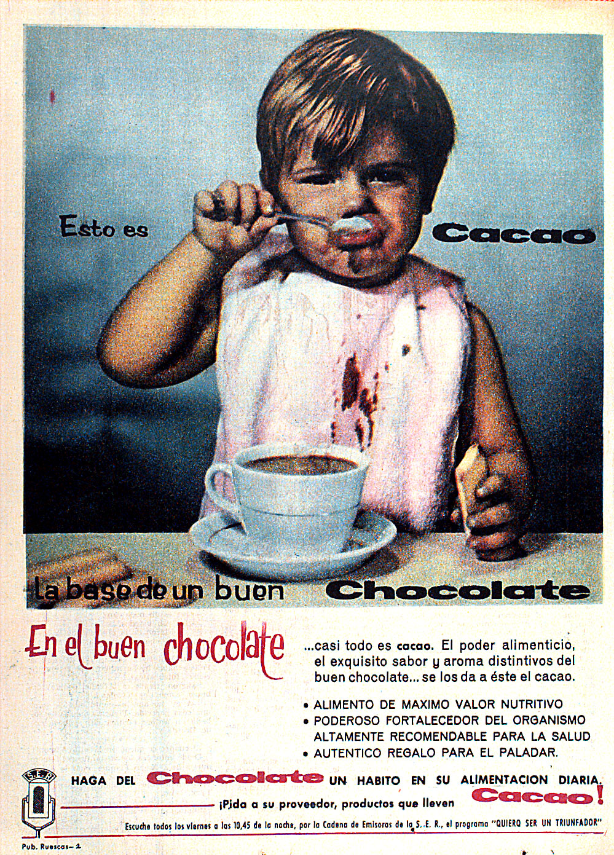 Esto es Cacao
La base de un buen Chocolate
En el buen chocolate
...casi todo es cacao. El poder alimenticio,
el exquisito sabor y aroma distintivos del
buen chocolate... se los da a éste el cacao.
• ALIMENTO DE MAXIMO VALOR NUTRITIVO
• PODEROSO FORTALECEDOR DEL ORGANISMO
ALTAMENTE RECOMENDABLE PARA LA SALUD
• AUTENTICO REGALO PARA EL PALADAR.
S.E.R.
HAGA DEL Chocolate UN HABITO EN SU ALIMENTACION DIARIA.
¡Pida a su proveedor, productos que lleven Cacao!
Escuche todos los viernes a las 10,45 de la noche, por la Cadena de Emisoras de la S. E. R., el programa "QUIERO SER UN TRIUNFADOR"
Pub. Ruescas-2